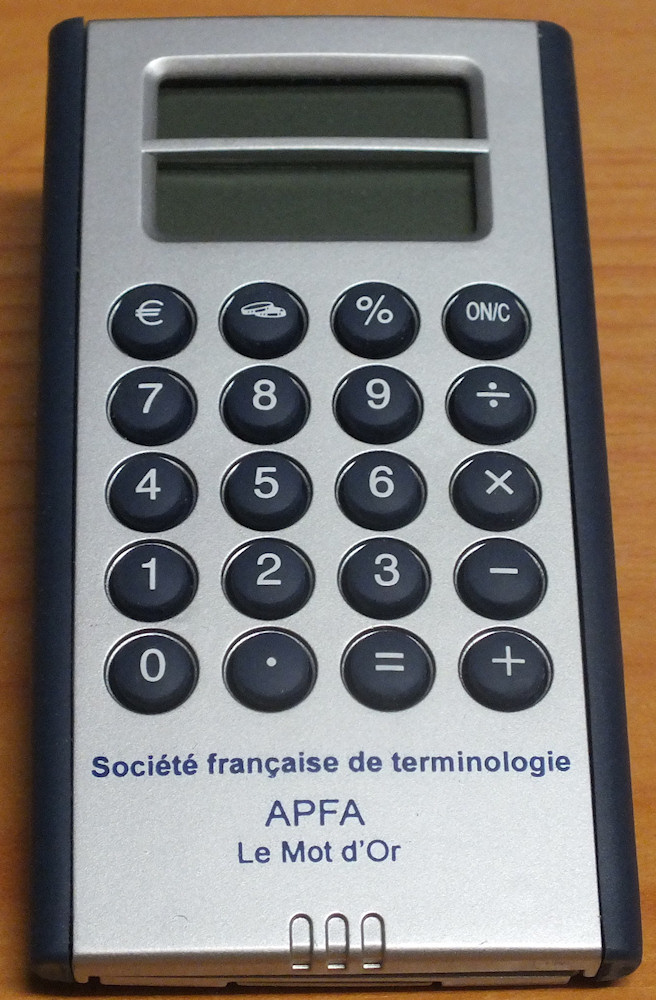 € % ON/C
7 8 9 ÷
4 5 6 ×
1 2 3 −
0 . = +
Société française de terminologie
APFA
Le Mot d'Or